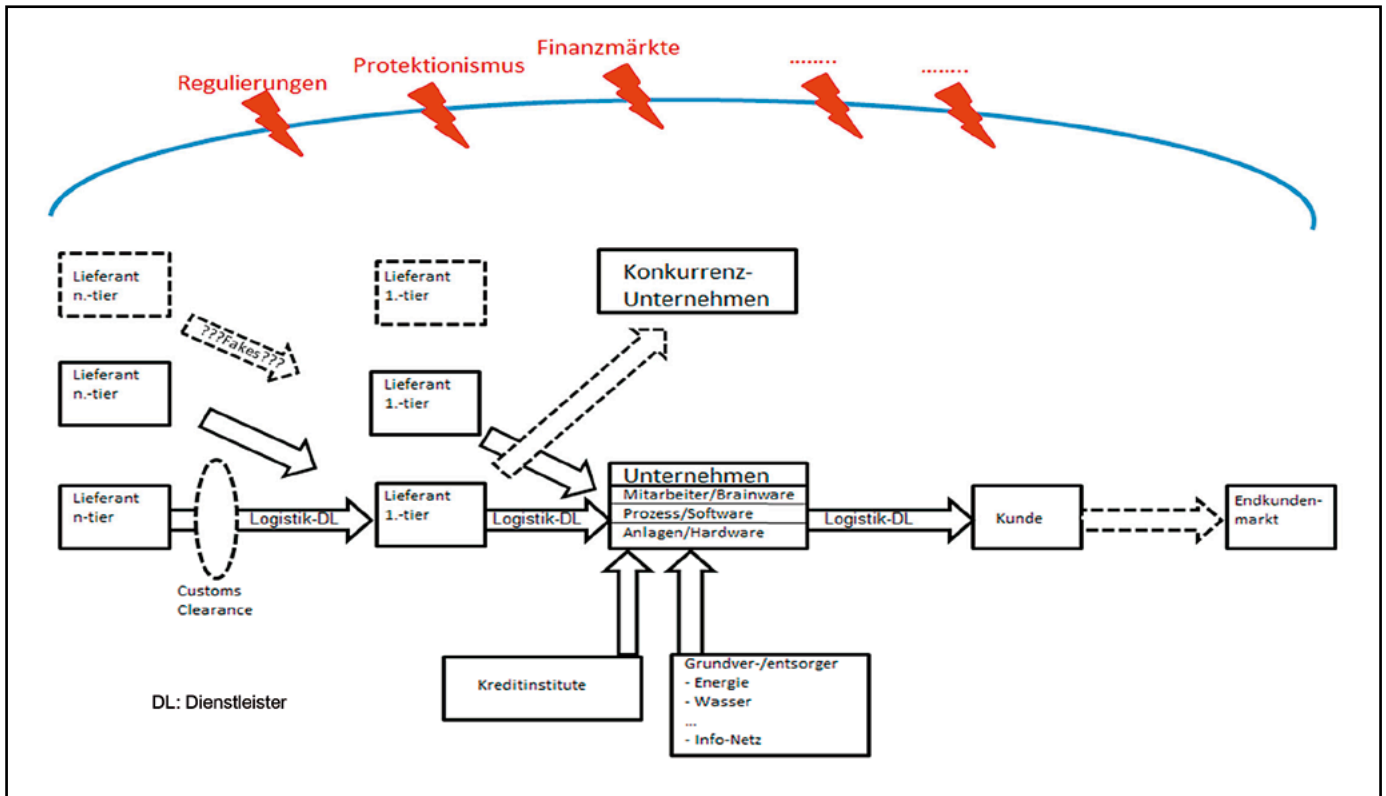 Finanzmärkte
Protektionismus
Regulierungen
........
........
Lieferant
n.-tier
Lieferant
1.-tier
Konkurrenz-
Unternehmen
???Fakes???
Lieferant
n.-tier
Lieferant
1.-tier
Lieferant
n-tier
Logistik-DL
Lieferant
1.-tier
Logistik-DL
Unternehmen
Mitarbeiter/Brainware
Prozess/Software
Anlagen/Hardware
Logistik-DL
Kunde
Endkunden-
markt
Customs
Clearance
Kreditinstitute
Grundver-/entsorger
- Energie
- Wasser
...
- Info-Netz
DL: Dienstleister